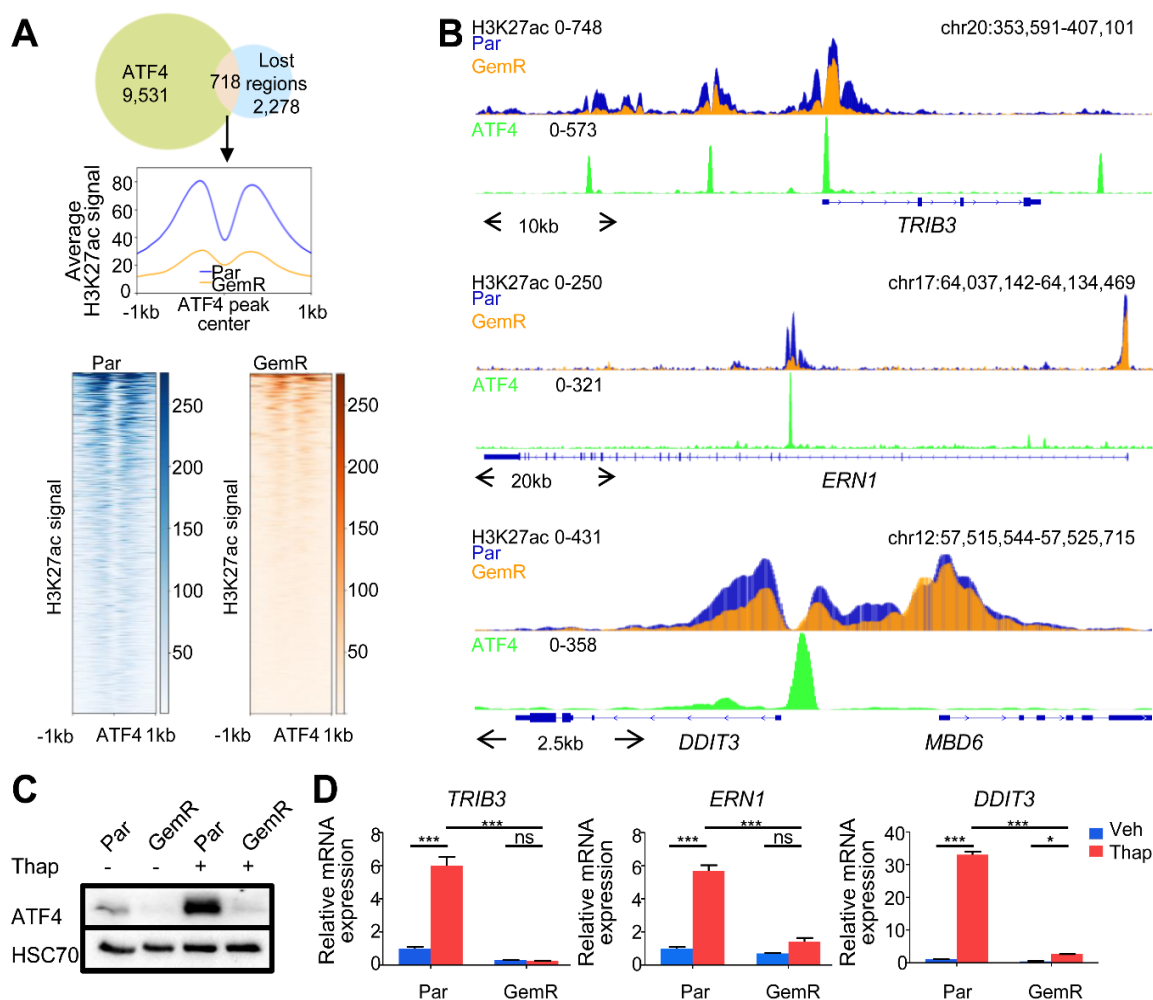 A
ATF4
9,531
718
Lost
regions
2,278
Average
H3K27ac signal
80
60
40
20
0
Par
GemR
-1kb
ATF4 peak
center
1kb
Par
GemR
H3K27ac signal
250
200
150
100
50
H3K27ac signal
250
200
150
100
50
-1kb ATF4 1kb
-1kb ATF4 1kb
B
H3K27ac 0-748
chr20:353,591-407,101
Par
GemR
ATF4 0-573
10kb
TRIB3
H3K27ac 0-250
chr17:64,037,142-64,134,469
Par
GemR
ATF4 0-321
20kb
ERN1
H3K27ac 0-431
chr12:57,515,544-57,525,715
Par
GemR
ATF4 0-358
2.5kb
DDIT3
MBD6
C
Par GemR Par GemR
Thap - - + +
ATF4
HSC70
D
TRIB3
Relative mRNA
expression
8
6
4
2
0
***
***
ns
Par GemR
ERN1
Relative mRNA
expression
8
6
4
2
0
***
***
ns
Par GemR
DDIT3
Relative mRNA
expression
40
30
20
10
0
***
***
*
Par GemR
Veh
Thap